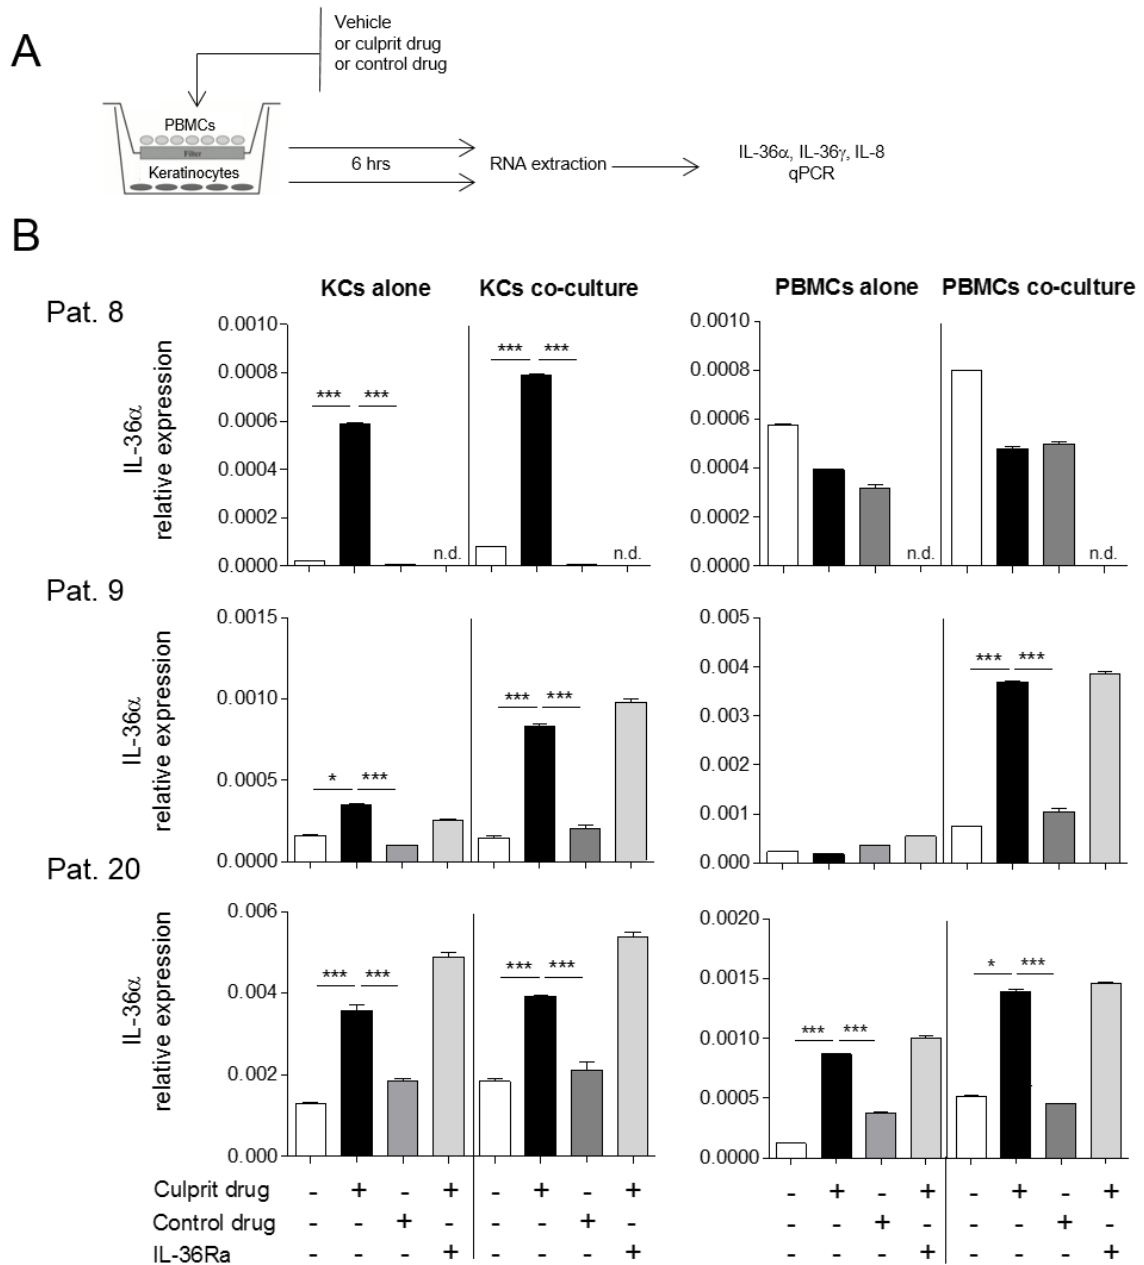 A
Vehicle
or culprit drug
or control drug
PBMCs
Filter
Keratinocytes
6 hrs
RNA extraction
IL-36α, IL-36γ, IL-8
qPCR
B
KCs alone
KCs co-culture
PBMCs alone
PBMCs co-culture
Pat. 8
IL-36α
relative expression
0.0010
0.0008
0.0006
0.0004
0.0002
0.0000
*** ***
n.d.
*** ***
n.d.
0.0010
0.0008
0.0006
0.0004
0.0002
0.0000
n.d.
n.d.
Pat. 9
IL-36α
relative expression
0.0015
0.0010
0.0005
0.0000
* ***
*** ***
0.005
0.004
0.003
0.002
0.001
0.000
*** ***
Pat. 20
IL-36α
relative expression
0.006
0.004
0.002
0.000
*** ***
*** ***
0.0020
0.0015
0.0010
0.0005
0.0000
*** ***
* ***
Culprit drug - + - + - + - + - + - + - + - +
Control drug - - + - - - + - - - + - - - + -
IL-36Ra - - - + - - - + - - - + - - - +